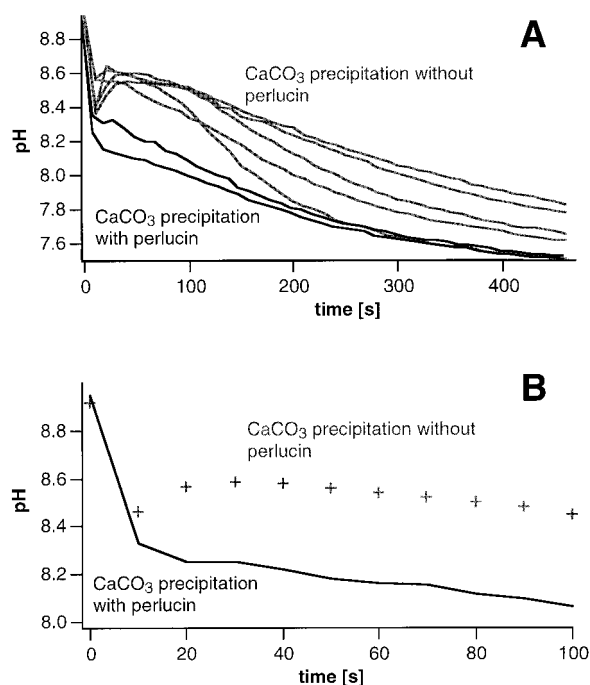 A
8.8
8.6
8.4
8.2
8.0
7.8
7.6
pH
CaCO₃ precipitation without
perlucin
CaCO₃ precipitation
with perlucin
0 100 200 300 400
time [s]
B
8.8
8.6
8.4
8.2
8.0
pH
CaCO₃ precipitation without
perlucin
CaCO₃ precipitation
with perlucin
0 20 40 60 80 100
time [s]